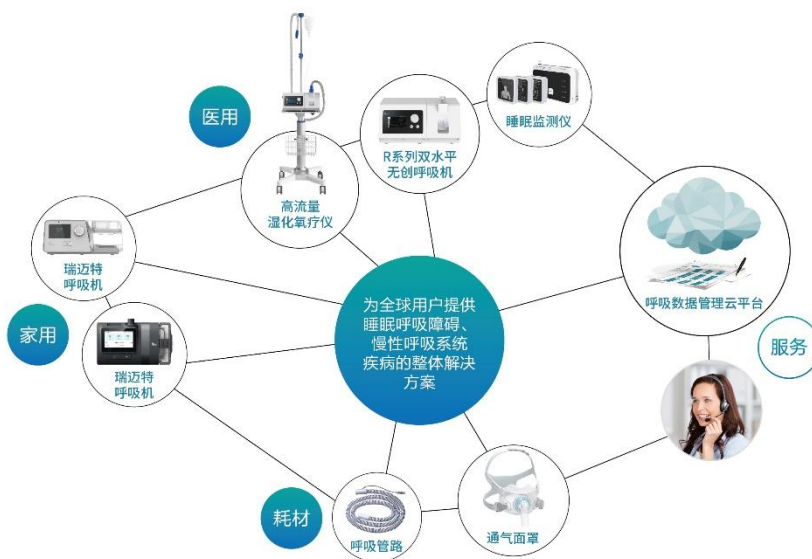 医用
睡眠监测仪
R系列双水平
无创呼吸机
高流量
湿化氧疗仪
瑞迈特
呼吸机
呼吸数据管理云平台
为全球用户提供
睡眠呼吸障碍、
慢性呼吸系统
疾病的整体解决
方案
家用
服务
瑞迈特
呼吸机
耗材
呼吸管路
通气面罩